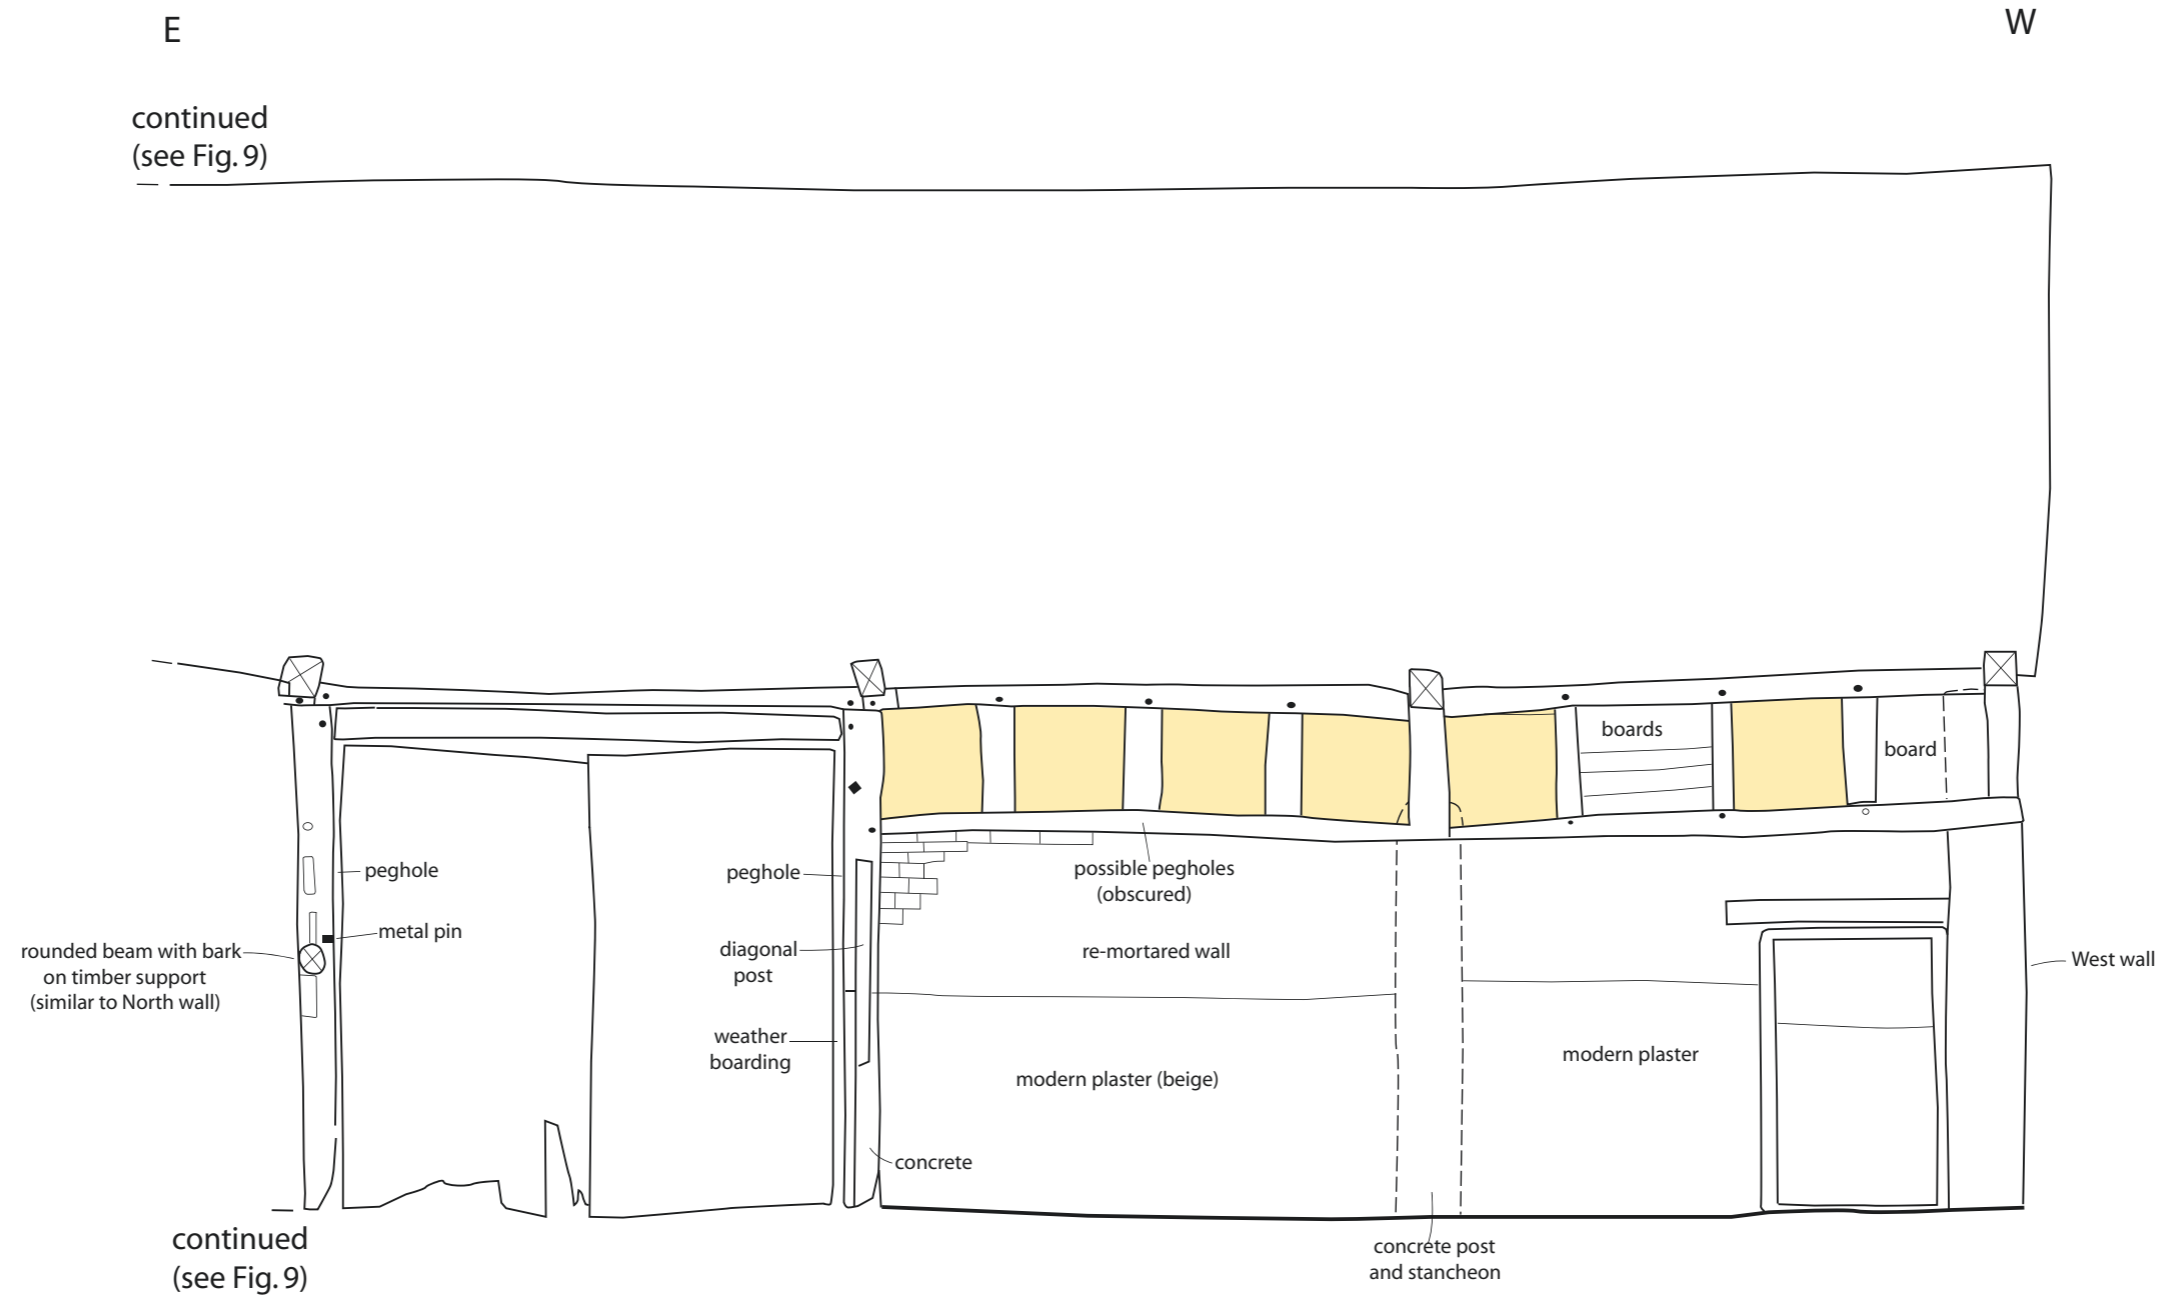 E
W
continued
(see Fig. 9)
boards
board
peghole
peghole
possible pegholes
(obscured)
metal pin
rounded beam with bark
on timber support
(similar to North wall)
diagonal
post
re-mortared wall
West wall
weather
boarding
modern plaster
modern plaster (beige)
concrete
continued
(see Fig. 9)
concrete post
and stancheon